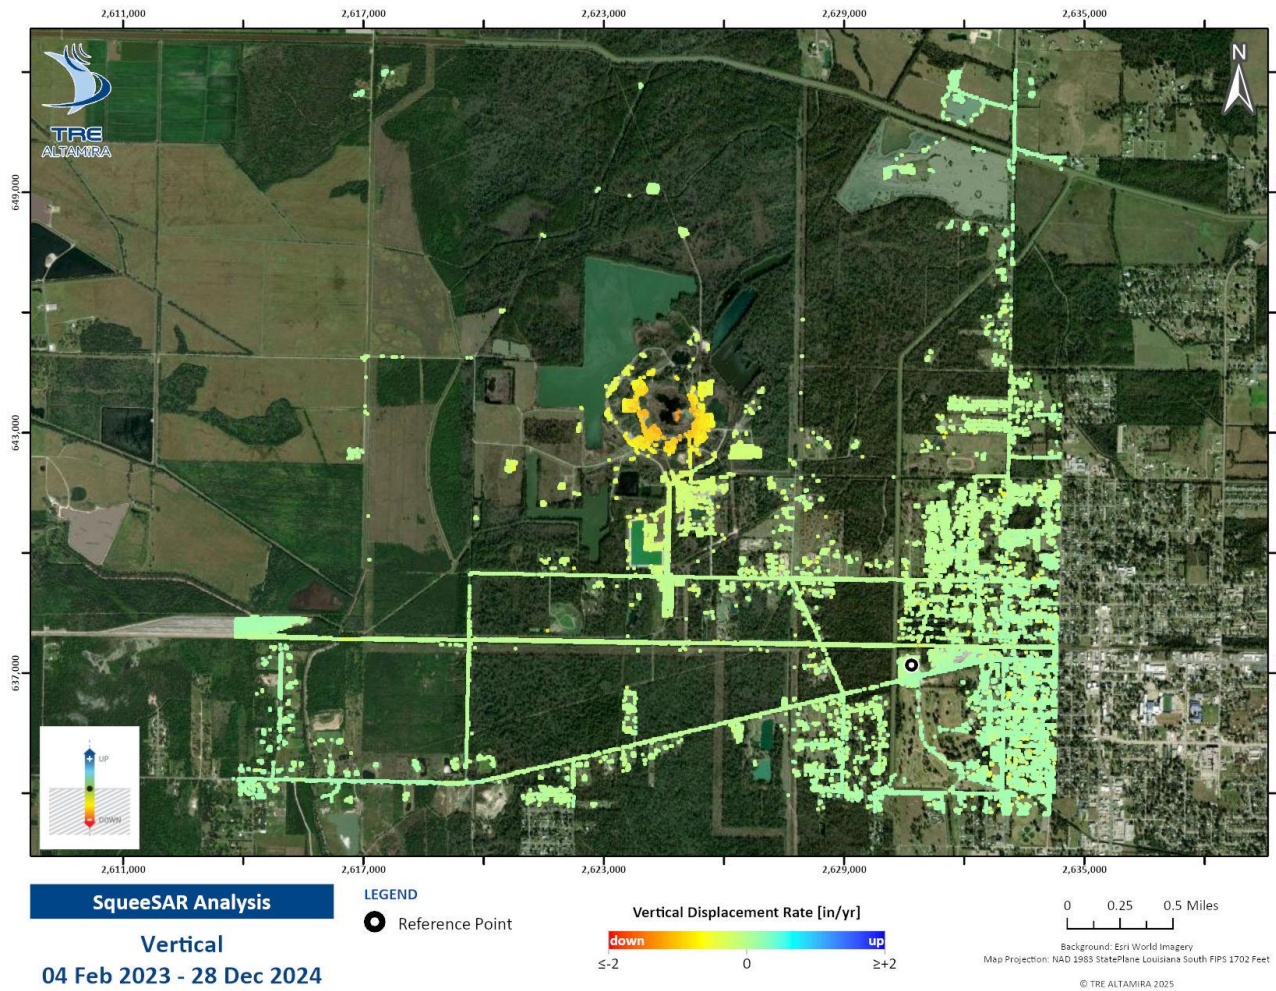 2,611,000
2,617,000
2,623,000
2,629,000
2,635,000
N
TRE
ALTAMIRA
649,000
643,000
637,000
+ UP
- DOWN
2,611,000
2,617,000
2,623,000
2,629,000
2,635,000
SqueeSAR Analysis
Vertical
04 Feb 2023 - 28 Dec 2024
LEGEND
Reference Point
Vertical Displacement Rate [in/yr]
down up
≤-2 0 ≥+2
0 0.25 0.5 Miles
Background: Esri World Imagery
Map Projection: NAD 1983 StatePlane Louisiana South FIPS 1702 Feet
© TRE ALTAMIRA 2025